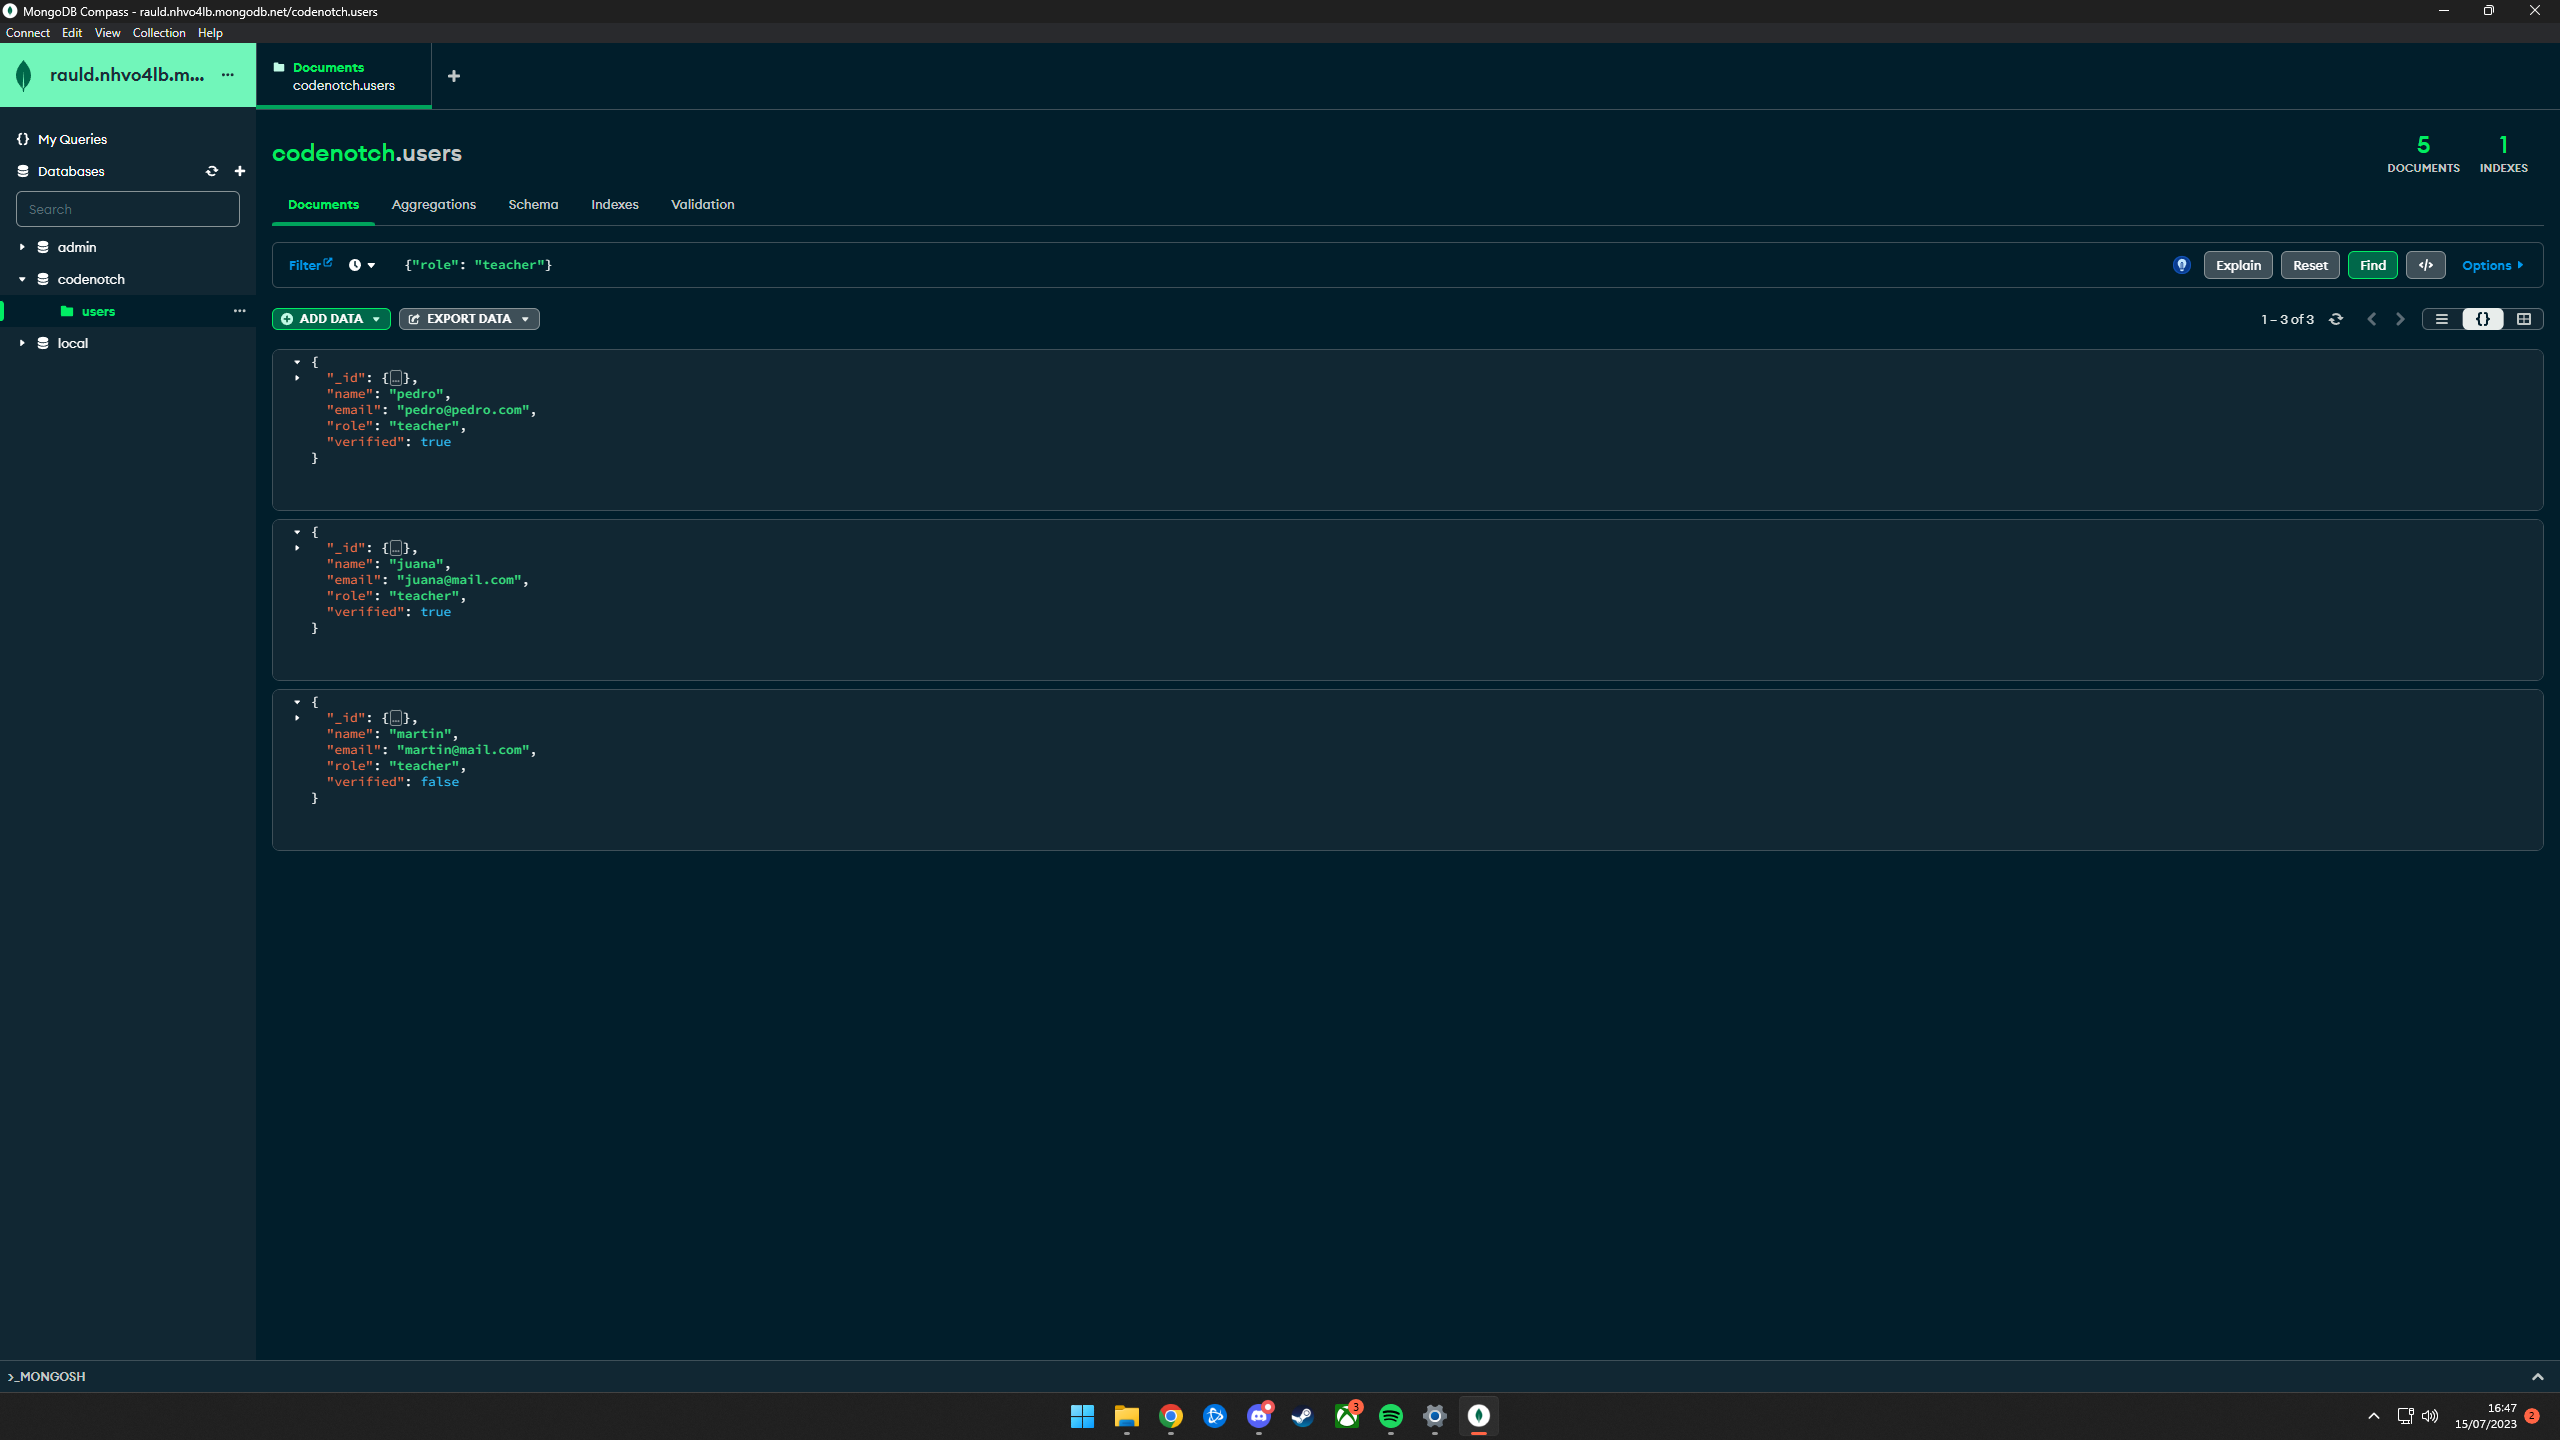 MongoDB Compass - rauld.nhvo4lb.mongodb.net/codenotch.users
Connect Edit View Collection Help
rauld.nhvo4lb.m... ...
Documents
codenotch.users
My Queries
Databases
Search
admin
codenotch
users ...
local
codenotch.users
5
DOCUMENTS
1
INDEXES
Documents Aggregations Schema Indexes Validation
Filter {"role": "teacher"} Explain Reset Find </> Options
ADD DATA EXPORT DATA 1 – 3 of 3 {}
{
"_id": {…},
"name": "pedro",
"email": "pedro@pedro.com",
"role": "teacher",
"verified": true
}
{
"_id": {…},
"name": "juana",
"email": "juana@mail.com",
"role": "teacher",
"verified": true
}
{
"_id": {…},
"name": "martin",
"email": "martin@mail.com",
"role": "teacher",
"verified": false
}
>_MONGOSH
3
16:47
15/07/2023
2